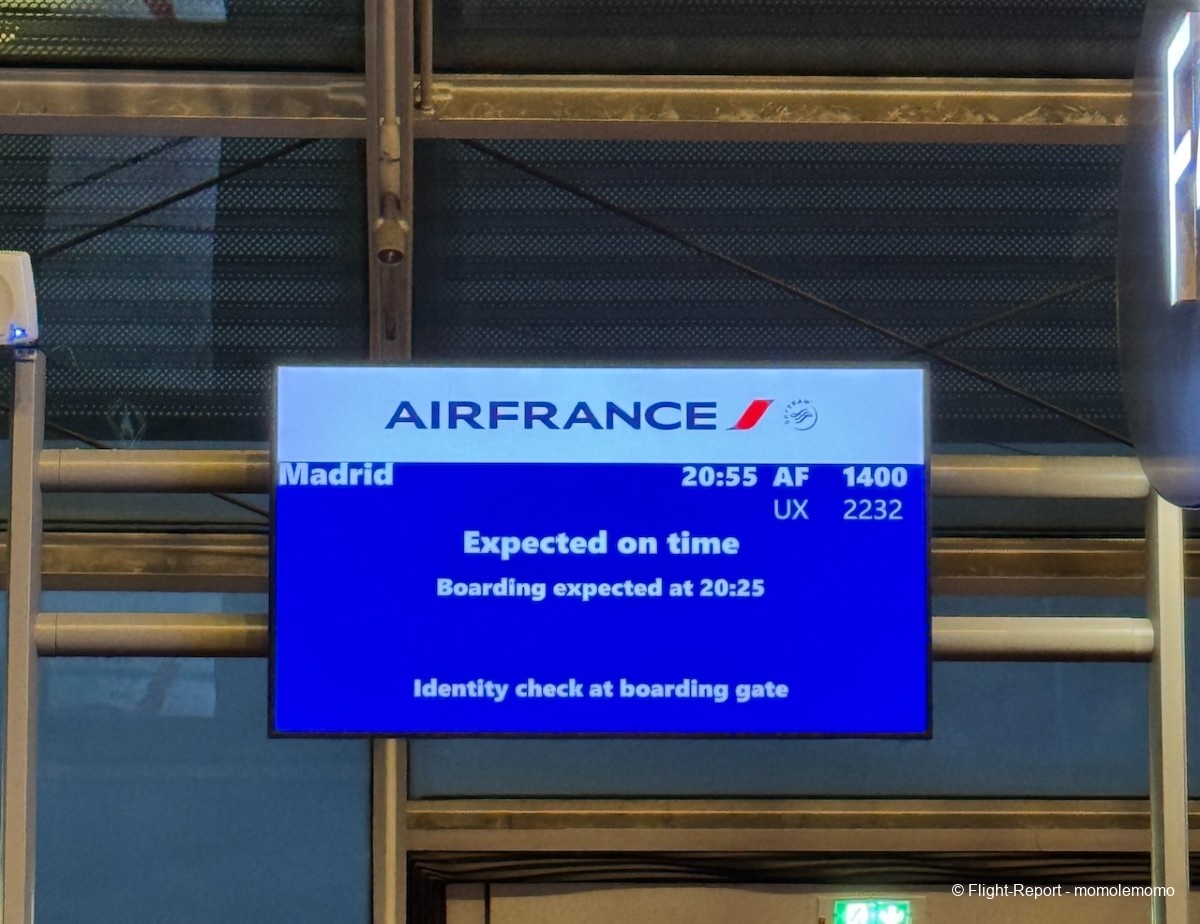 AIRFRANCE
SKYTEAM
Madrid 20:55 AF 1400
UX 2232
Expected on time
Boarding expected at 20:25
Identity check at boarding gate
© Flight-Report - momolemomo